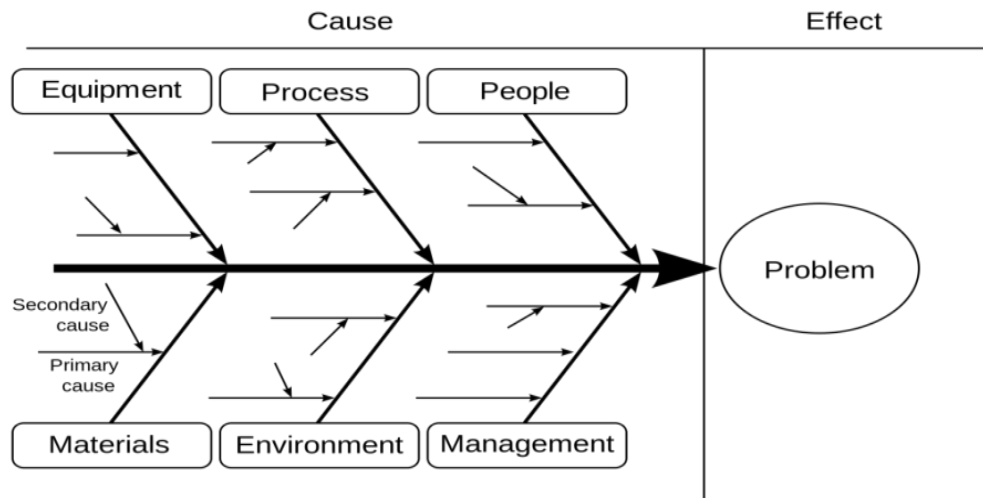 Cause
Effect
Equipment
Process
People
Problem
Secondary
cause
Primary
cause
Materials
Environment
Management